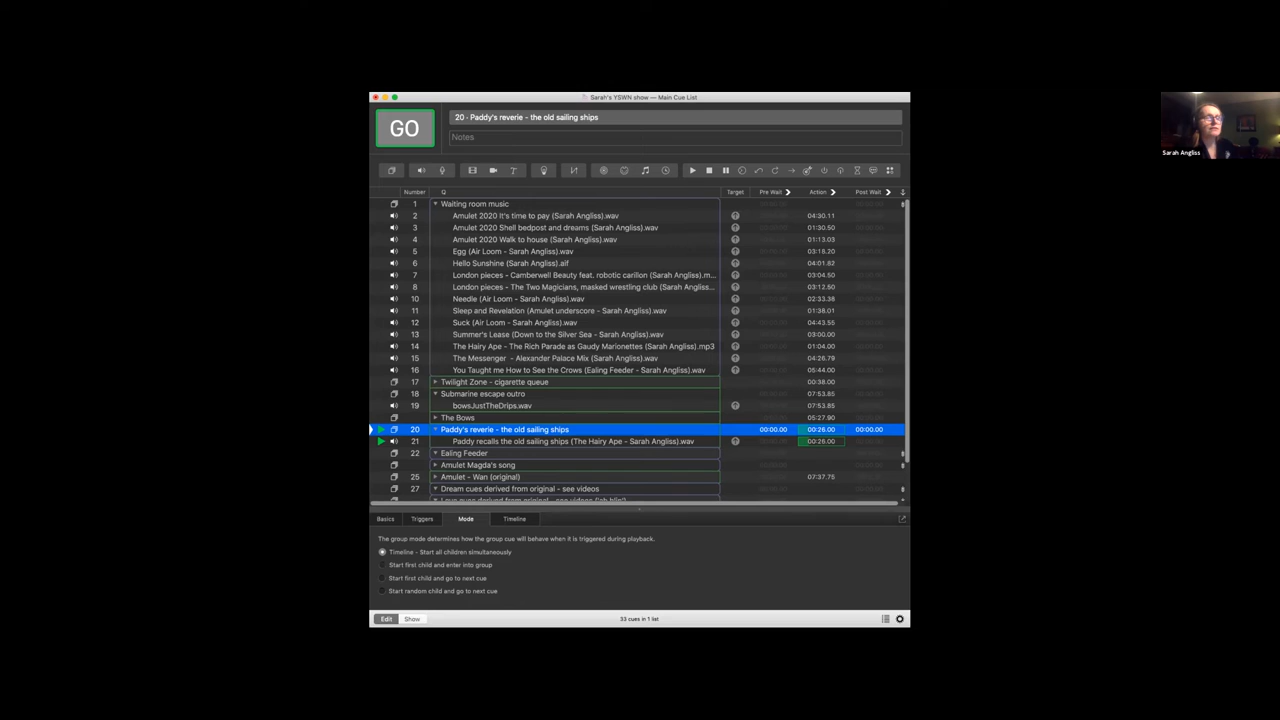 Sarah's YSWN show — Main Cue List
GO
20 · Paddy's reverie - the old sailing ships
Notes
Sarah Angliss
Number Q Target Pre Wait Action Post Wait
1 Waiting room music
2 Amulet 2020 It's time to pay (Sarah Angliss).wav 04:30.11
3 Amulet 2020 Shell bedpost and dreams (Sarah Angliss).wav 01:30.50
4 Amulet 2020 Walk to house (Sarah Angliss).wav 01:13.03
5 Egg (Air Loom - Sarah Angliss).wav 03:18.20
6 Hello Sunshine (Sarah Angliss).aif 04:01.82
7 London pieces - Camberwell Beauty feat. robotic carillon (Sarah Angliss).m... 03:04.50
8 London pieces - The Two Magicians, masked wrestling club (Sarah Angliss... 03:12.50
10 Needle (Air Loom - Sarah Angliss).wav 02:33.38
11 Sleep and Revelation (Amulet underscore - Sarah Angliss).wav 01:38.01
12 Suck (Air Loom - Sarah Angliss).wav 04:43.55
13 Summer's Lease (Down to the Silver Sea - Sarah Angliss).wav 03:00.00
14 The Hairy Ape - The Rich Parade as Gaudy Marionettes (Sarah Angliss).mp3 01:04.00
15 The Messenger - Alexander Palace Mix (Sarah Angliss).wav 04:26.79
16 You Taught me How to See the Crows (Ealing Feeder - Sarah Angliss).wav 05:44.00
17 Twilight Zone - cigarette queue 00:38.00
18 Submarine escape outro 07:53.85
19 bowsJustTheDrips.wav 07:53.85
The Bows 05:27.90
20 Paddy's reverie - the old sailing ships 00:00.00 00:26.00 00:00.00
21 Paddy recalls the old sailing ships (The Hairy Ape - Sarah Angliss).wav 00:26.00
22 Ealing Feeder
Amulet Magda's song
25 Amulet - Wan (original) 07:37.75
27 Dream cues derived from original - see videos
Basics Triggers Mode Timeline
The group mode determines how the group cue will behave when it is triggered during playback.
Timeline - Start all children simultaneously
Start first child and enter into group
Start first child and go to next cue
Start random child and go to next cue
Edit Show 33 cues in 1 list